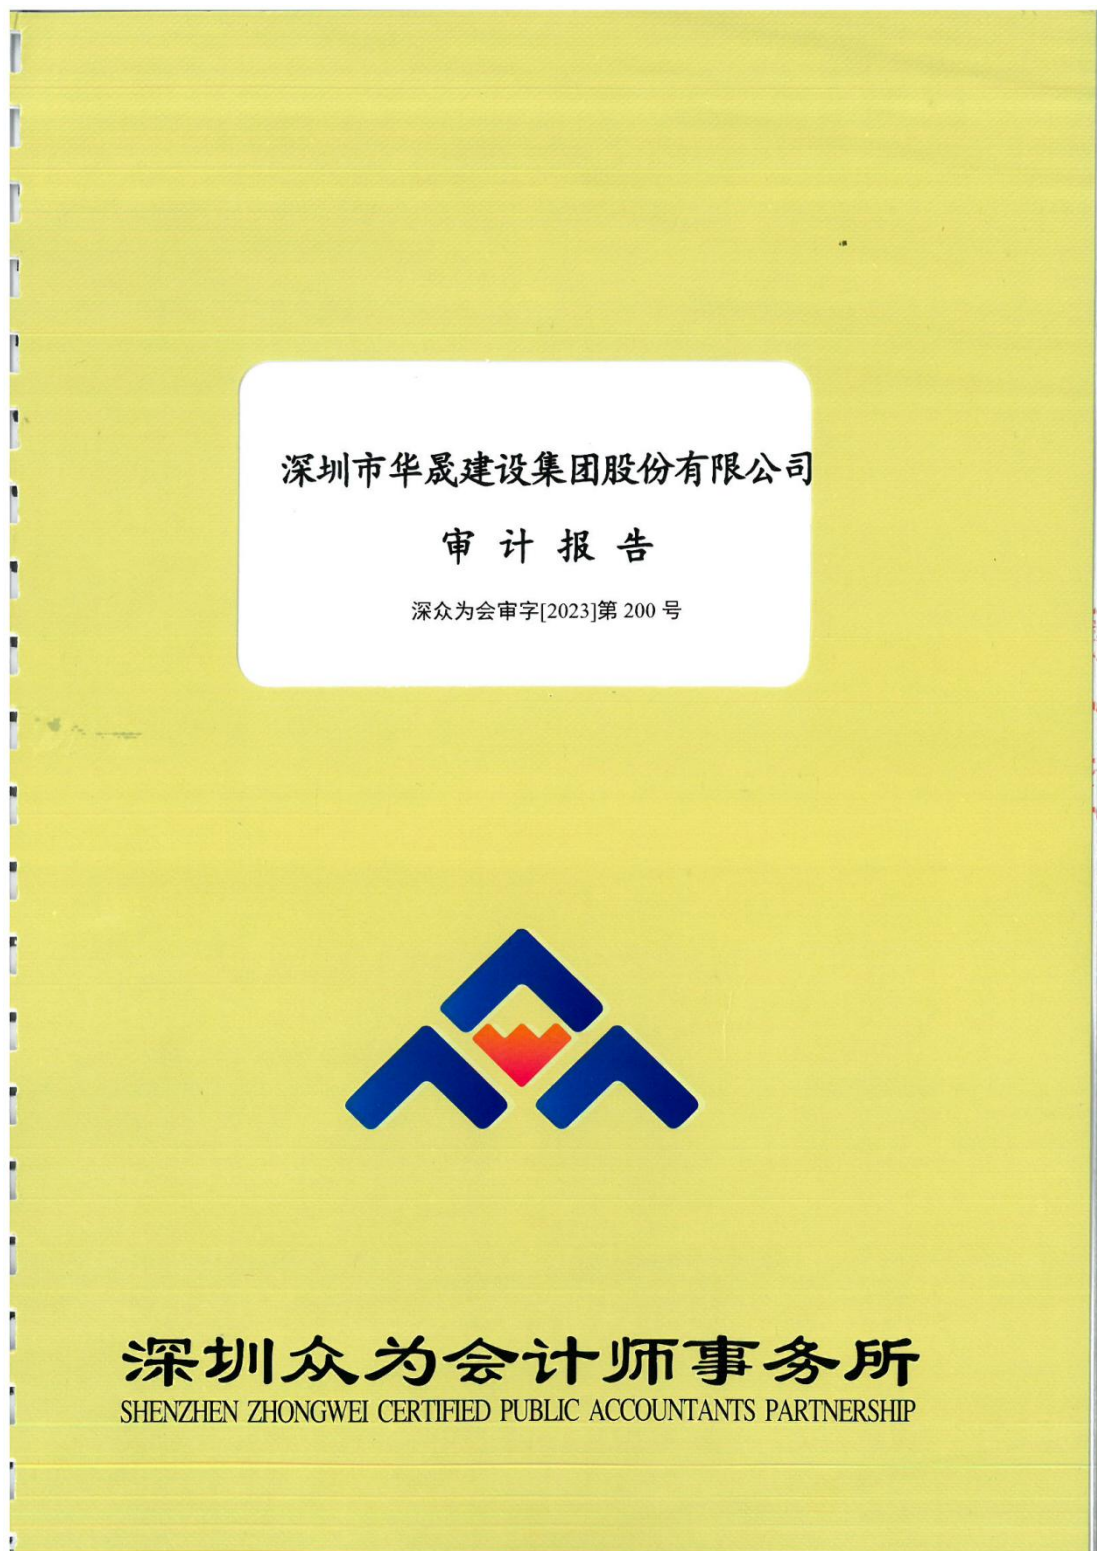 深圳市华晟建设集团股份有限公司
审计报告
深众为会审字[2023]第 200 号
深圳众为会计师事务所
SHENZHEN ZHONGWEI CERTIFIED PUBLIC ACCOUNTANTS PARTNERSHIP